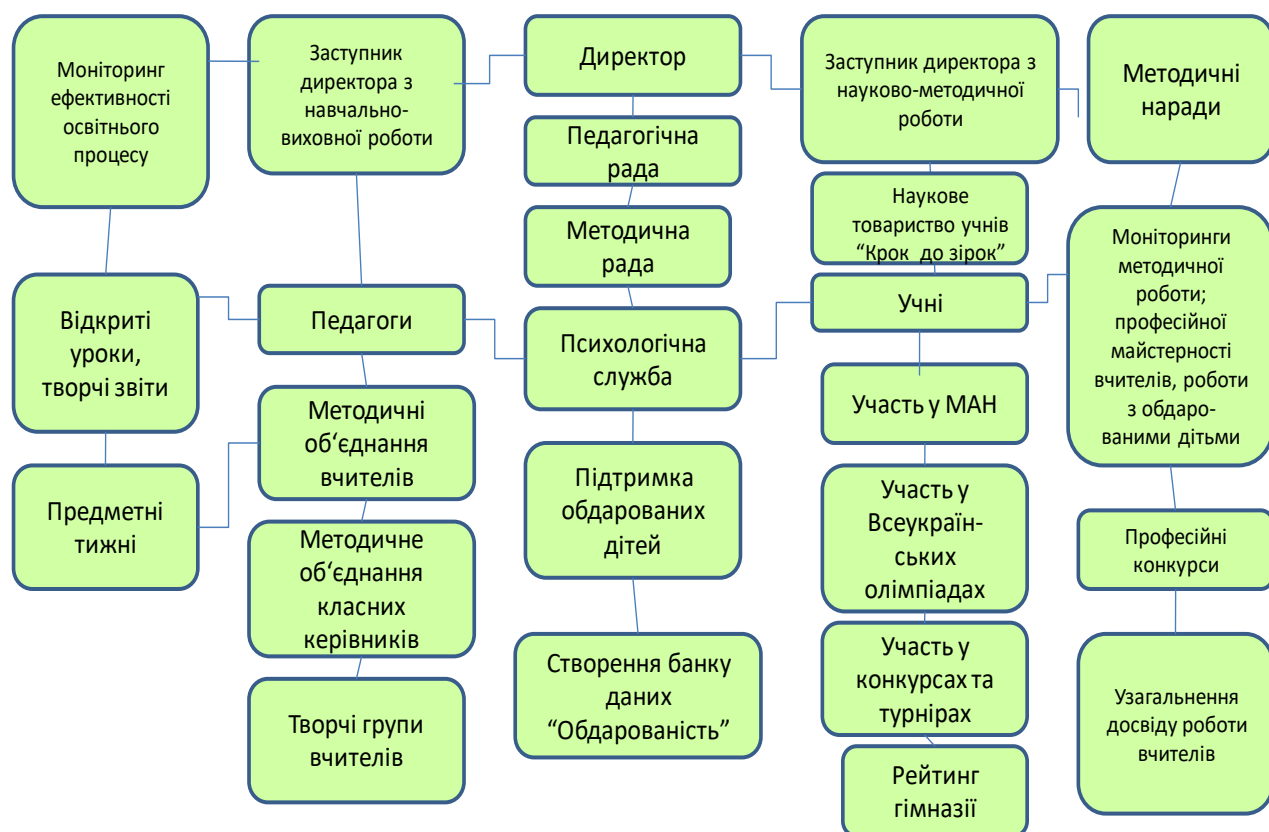 Моніторинг
ефективності
освітнього
процесу
Відкриті
уроки,
творчі звіти
Предметні
тижні
Заступник
директора з
навчально-
виховної роботи
Педагоги
Методичні
об‘єднання
вчителів
Методичне
об‘єднання
класних
керівників
Творчі групи
вчителів
Директор
Педагогічна
рада
Методична
рада
Психологічна
служба
Підтримка
обдарованих
дітей
Створення банку
даних
“Обдарованість”
Заступник директора з
науково-методичної
роботи
Наукове
товариство учнів
“Крок до зірок”
Учні
Участь у МАН
Участь у
Всеукраїн-
ських
олімпіадах
Участь у
конкурсах та
турнірах
Рейтинг
гімназії
Методичні
наради
Моніторинги
методичної
роботи;
професійної
майстерності
вчителів, роботи
з обдаро-
ваними дітьми
Професійні
конкурси
Узагальнення
досвіду роботи
вчителів